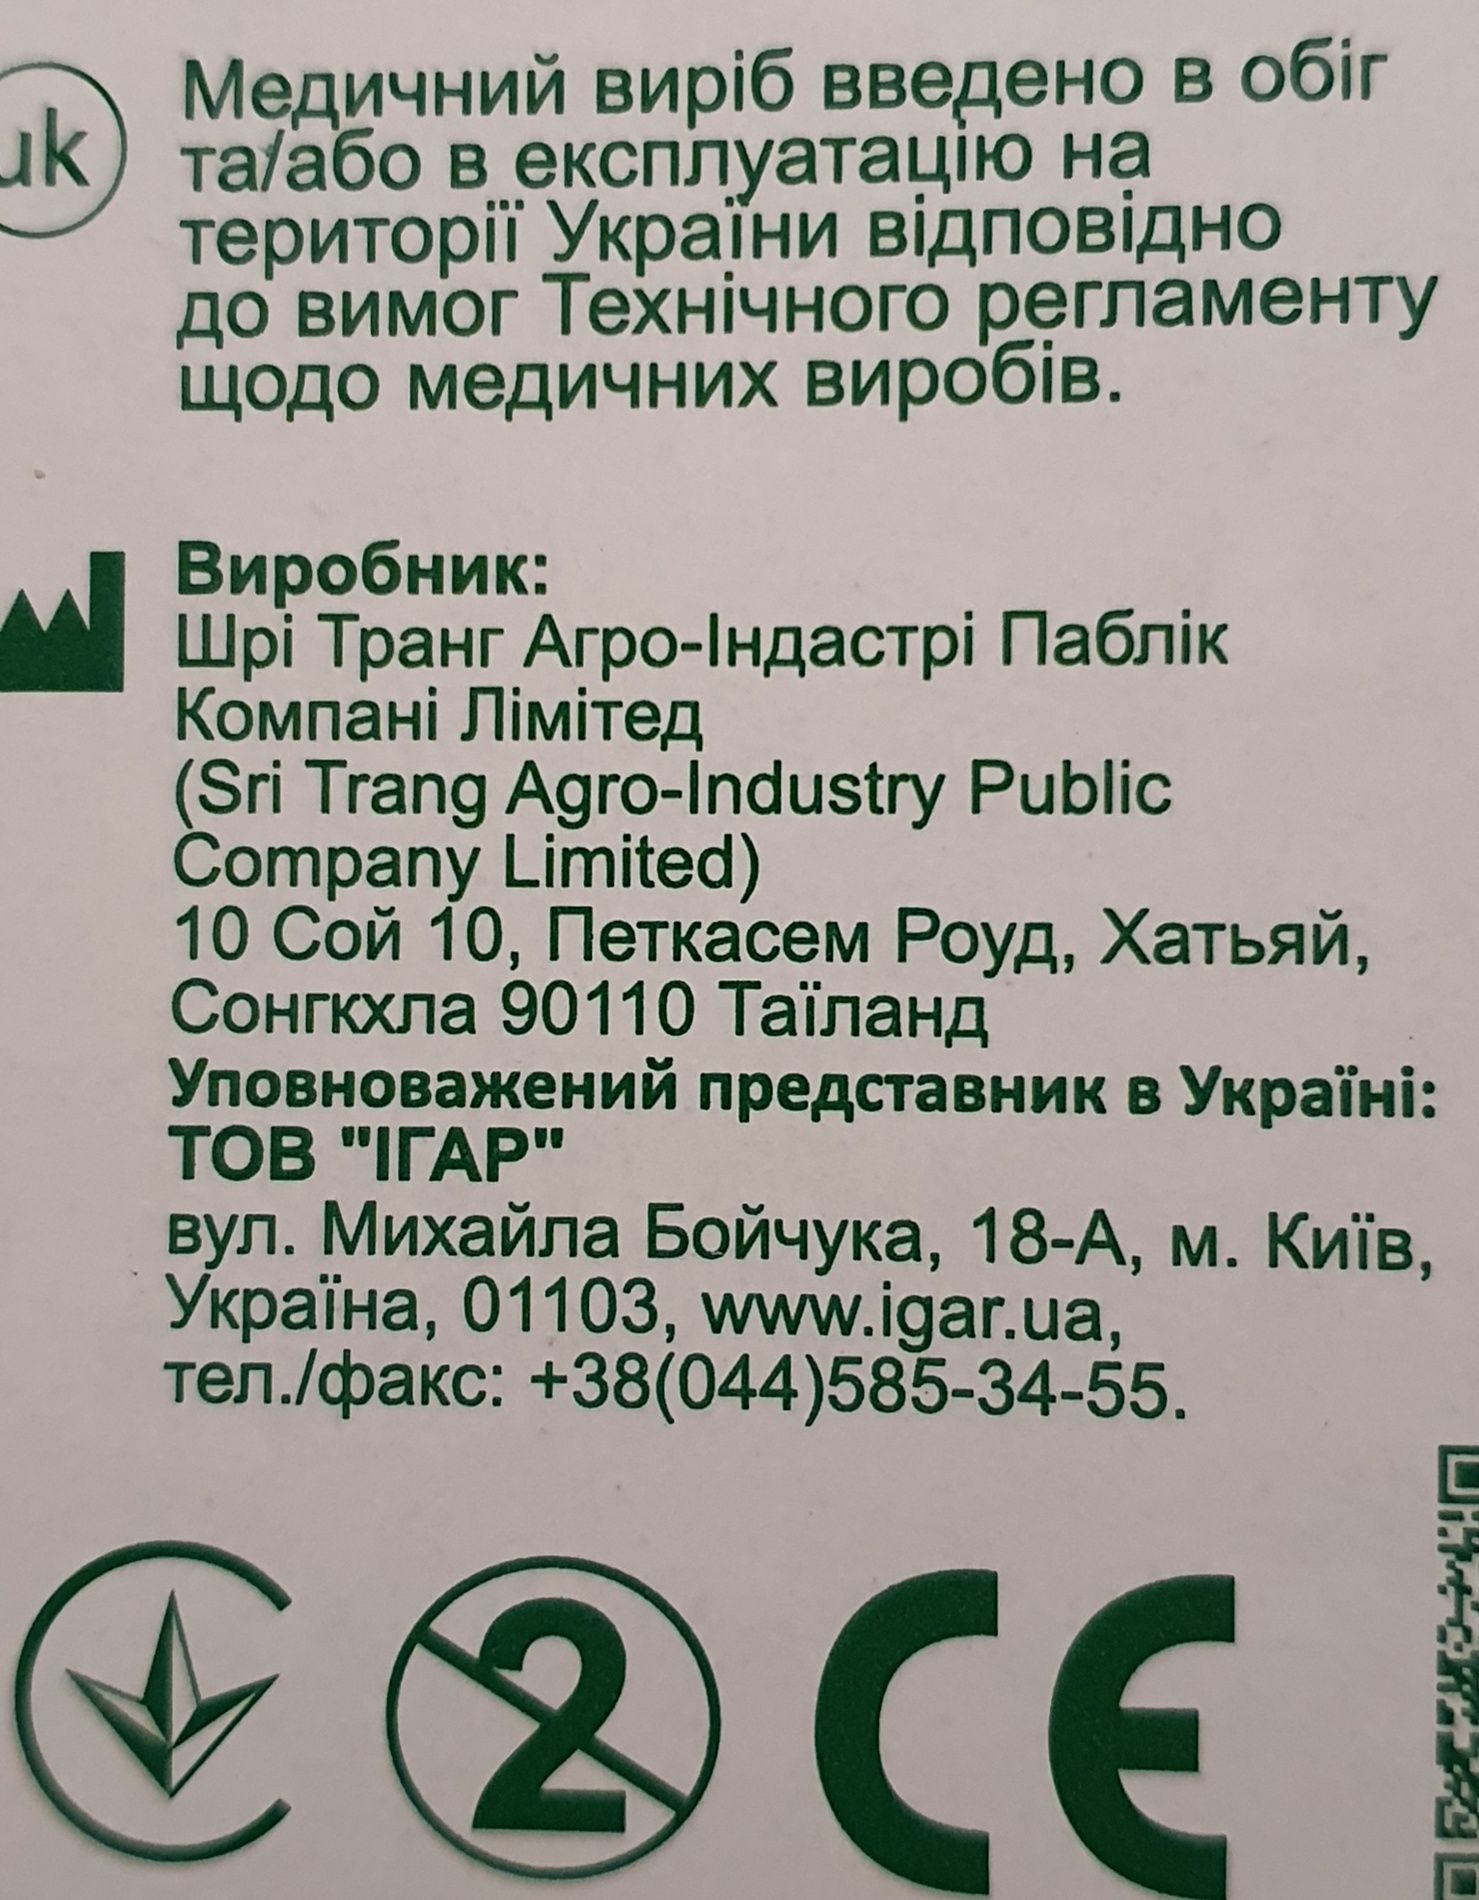 uk
Медичний виріб введено в обіг
та/або в експлуатацію на
території України відповідно
до вимог Технічного регламенту
щодо медичних виробів.
Виробник:
Шрі Транг Агро-Індастрі Паблік
Компані Лімітед
(Sri Trang Agro-Industry Public
Company Limited)
10 Сой 10, Петкасем Роуд, Хатьяй,
Сонгкхла 90110 Таїланд
Уповноважений представник в Україні:
ТОВ "ІГАР"
вул. Михайла Бойчука, 18-А, м. Київ,
Україна, 01103, www.igar.ua,
тел./факс: +38(044)585-34-55.
2 CE